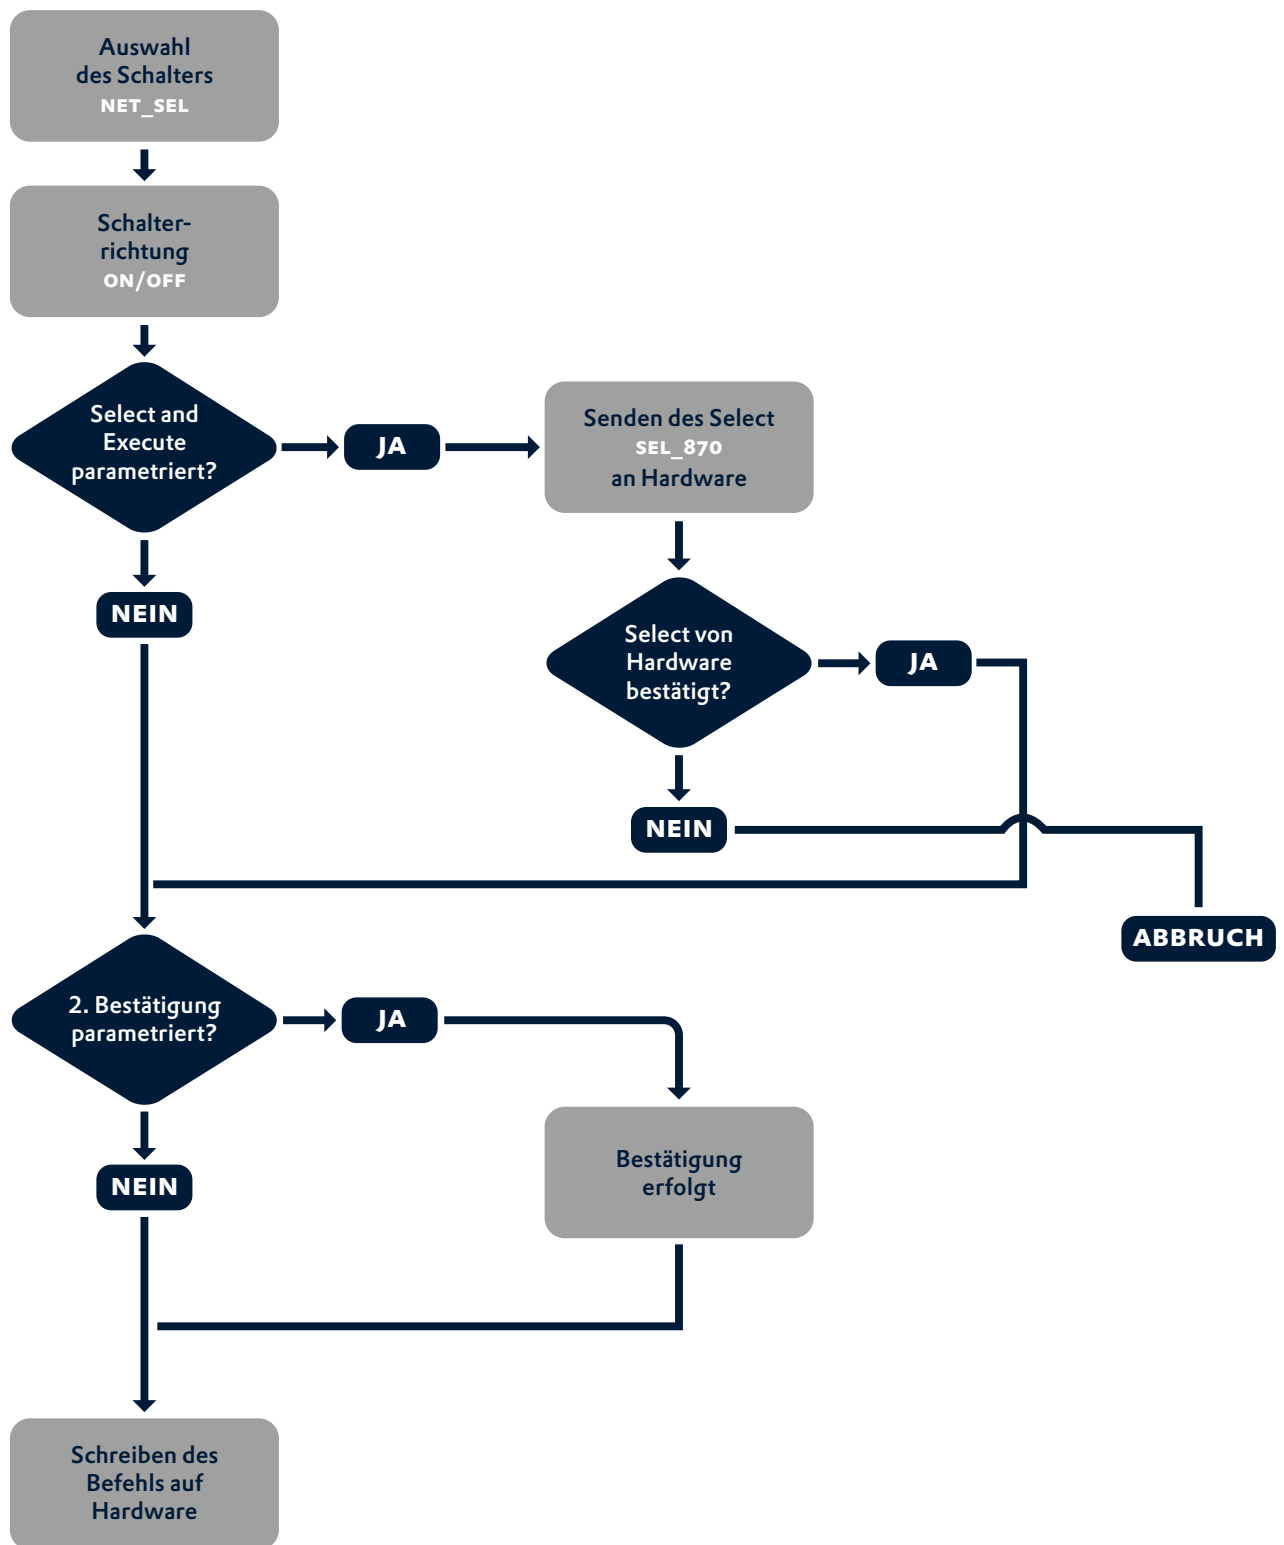 Auswahl
des Schalters
NET_SEL
Schalter-
richtung
ON/OFF
Select and
Execute
parametriert?
JA
Senden des Select
SEL_870
an Hardware
NEIN
Select von
Hardware
bestätigt?
JA
NEIN
ABBRUCH
2. Bestätigung
parametriert?
JA
Bestätigung
erfolgt
NEIN
Schreiben des
Befehls auf
Hardware